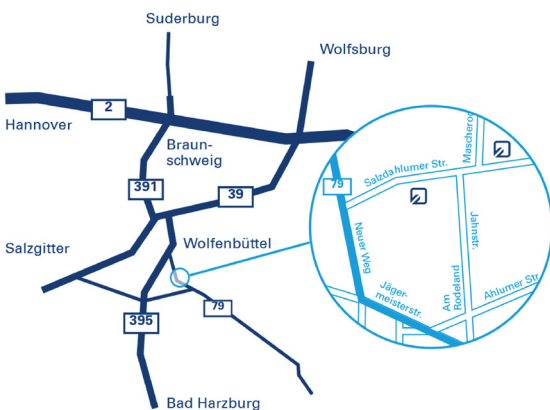 Suderburg
Wolfsburg
2
Hannover
Braun-
schweig
391
39
Salzgitter
Wolfenbüttel
395
79
Bad Harzburg
79
Salzdahlumer Str.
Neuer Weg
Jäger-
meisterstr.
Am
Rodeland
Jahnstr.
Ahlumer Str.